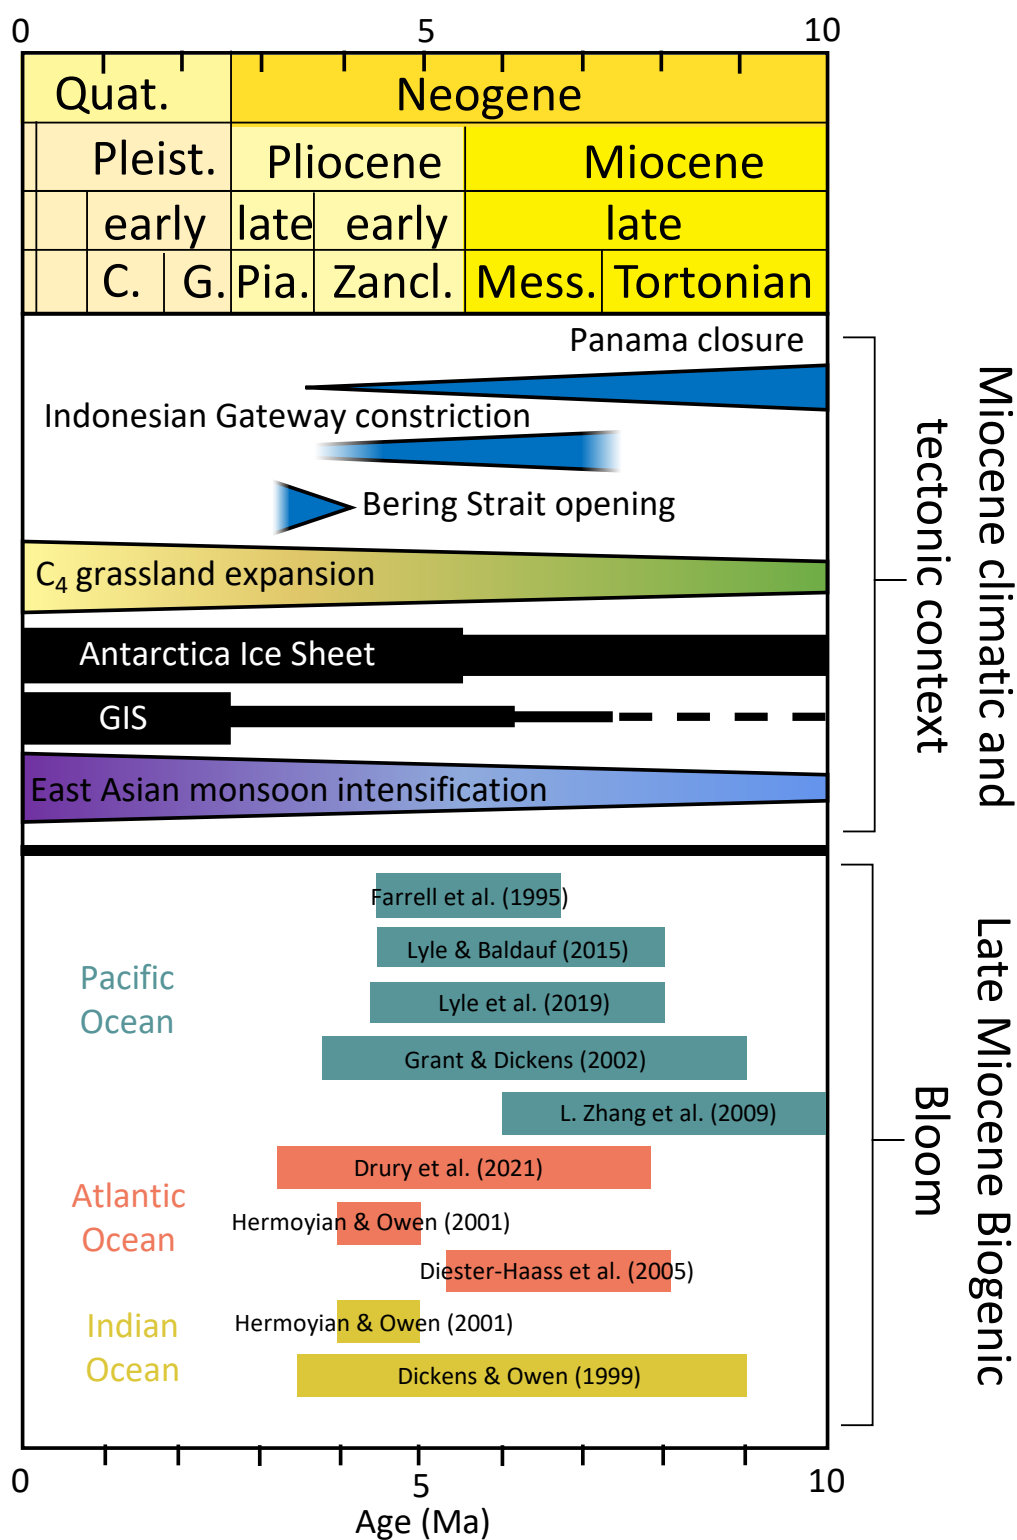 0 5 10
Quat. Neogene
Pleist. Pliocene Miocene
early late early late
C. G. Pia. Zancl. Mess. Tortonian
Panama closure
Indonesian Gateway constriction
Bering Strait opening
C₄ grassland expansion
Antarctica Ice Sheet
GIS
East Asian monsoon intensification
Miocene climatic and
tectonic context
Farrell et al. (1995)
Lyle & Baldauf (2015)
Pacific
Ocean
Lyle et al. (2019)
Grant & Dickens (2002)
L. Zhang et al. (2009)
Drury et al. (2021)
Atlantic
Ocean
Hermoyian & Owen (2001)
Diester-Haass et al. (2005)
Indian
Ocean
Hermoyian & Owen (2001)
Dickens & Owen (1999)
Late Miocene Biogenic
Bloom
0 5 10
Age (Ma)